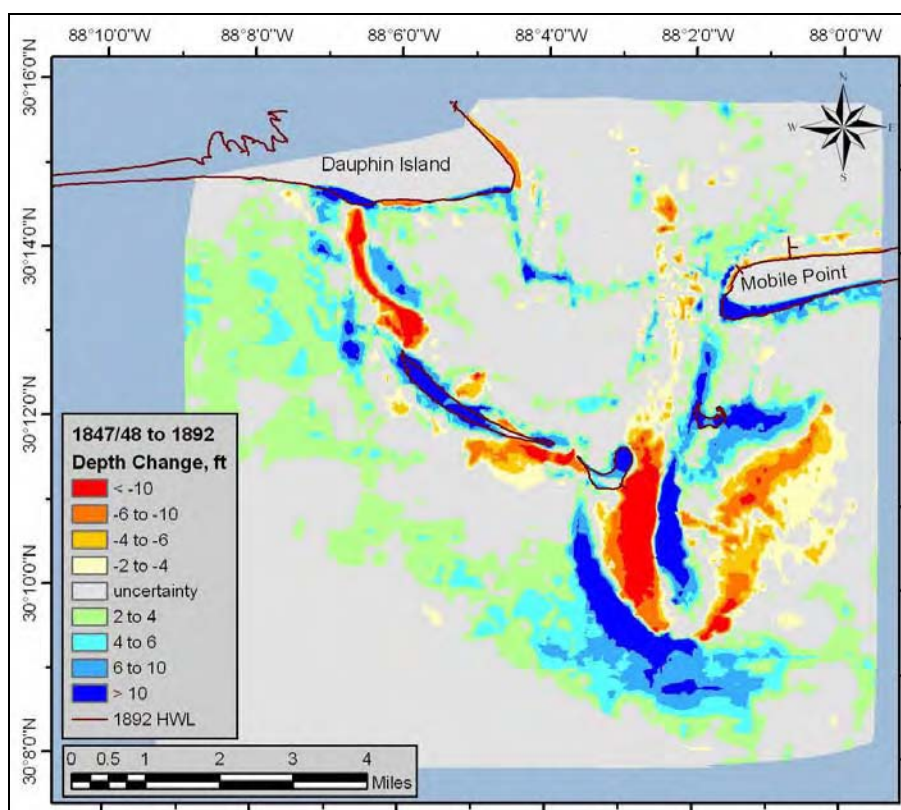 88°10'0"W 88°8'0"W 88°6'0"W 88°4'0"W 88°2'0"W 88°0'0"W
30°16'0"N
30°14'0"N
30°12'0"N
30°10'0"N
30°8'0"N
N
W E
S
Dauphin Island
Mobile Point
1847/48 to 1892
Depth Change, ft
< -10
-6 to -10
-4 to -6
-2 to -4
uncertainty
2 to 4
4 to 6
6 to 10
> 10
1892 HWL
0 0.5 1 2 3 4
Miles